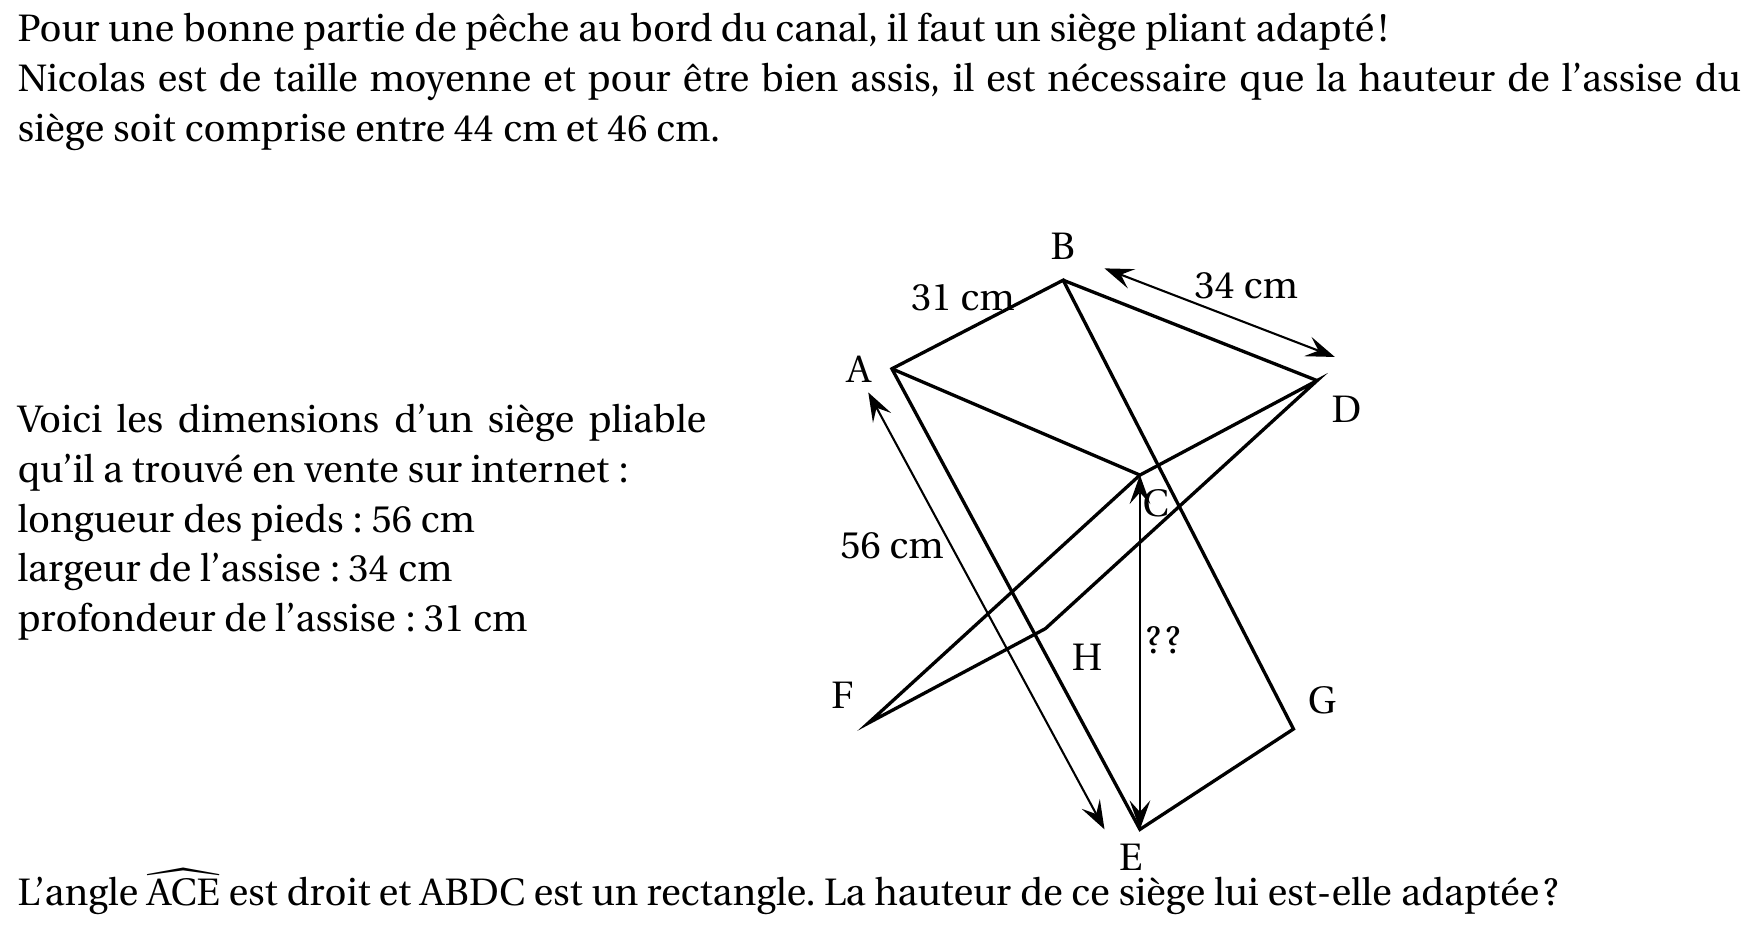 Pour une bonne partie de pêche au bord du canal, il faut un siège pliant adapté!
Nicolas est de taille moyenne et pour être bien assis, il est nécessaire que la hauteur de l'assise du
siège soit comprise entre 44 cm et 46 cm.
B
34 cm
31 cm
A
D
Voici les dimensions d'un siège pliable
qu'il a trouvé en vente sur internet :
longueur des pieds : 56 cm
largeur de l'assise : 34 cm
profondeur de l'assise : 31 cm
C
56 cm
??
H
F
G
E
L'angle ACE est droit et ABDC est un rectangle. La hauteur de ce siège lui est-elle adaptée?